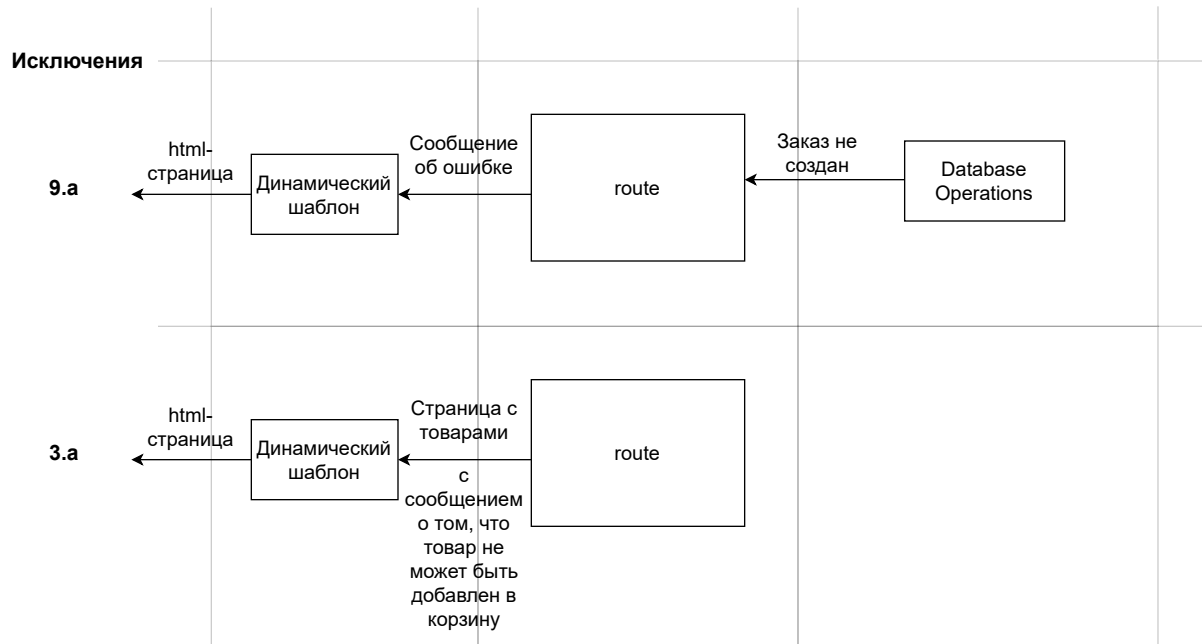 Исключения
9.а
html-
страница
Динамический
шаблон
Сообщение
об ошибке
route
Заказ не
создан
Database
Operations
3.а
html-
страница
Динамический
шаблон
Страница с
товарами
с
сообщением
о том, что
товар не
может быть
добавлен в
корзину
route